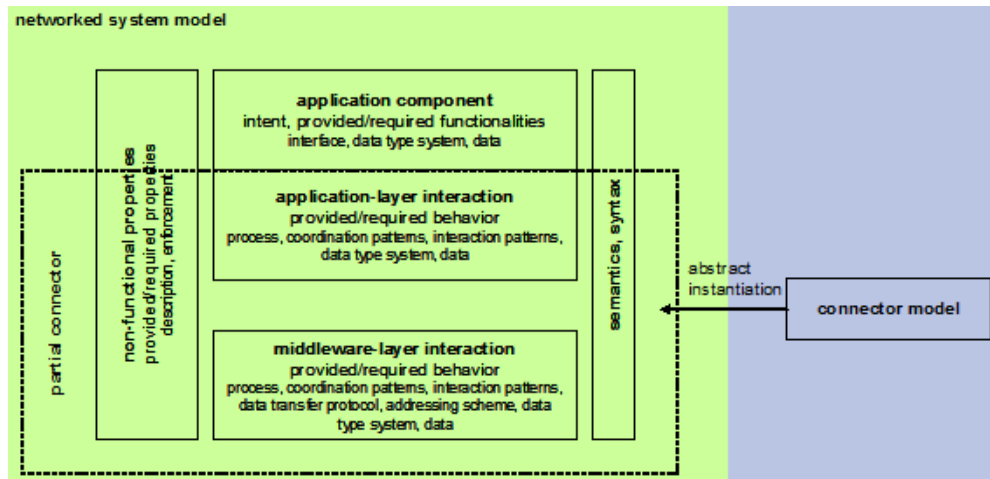 networked system model
non-functional properties
provided/required properties
description, enforcement
application component
intent, provided/required functionalities
interface, data type system, data
application-layer interaction
provided/required behavior
process, coordination patterns, interaction patterns,
data type system, data
middleware-layer interaction
provided/required behavior
process, coordination patterns, interaction patterns,
data transfer protocol, addressing scheme, data
type system, data
semantics, syntax
partial connector
abstract
instantiation
connector model